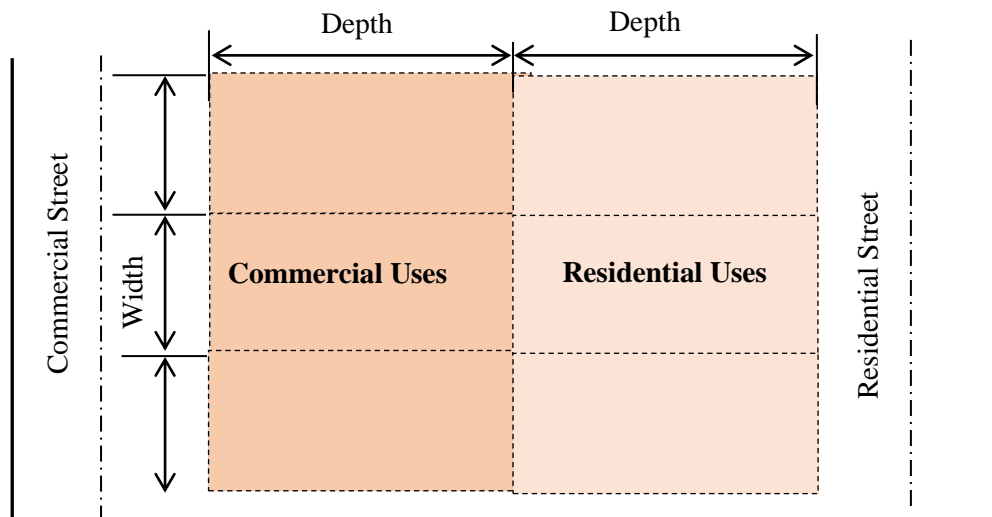 Depth
Depth
Commercial Street
Width
Commercial Uses
Residential Uses
Residential Street